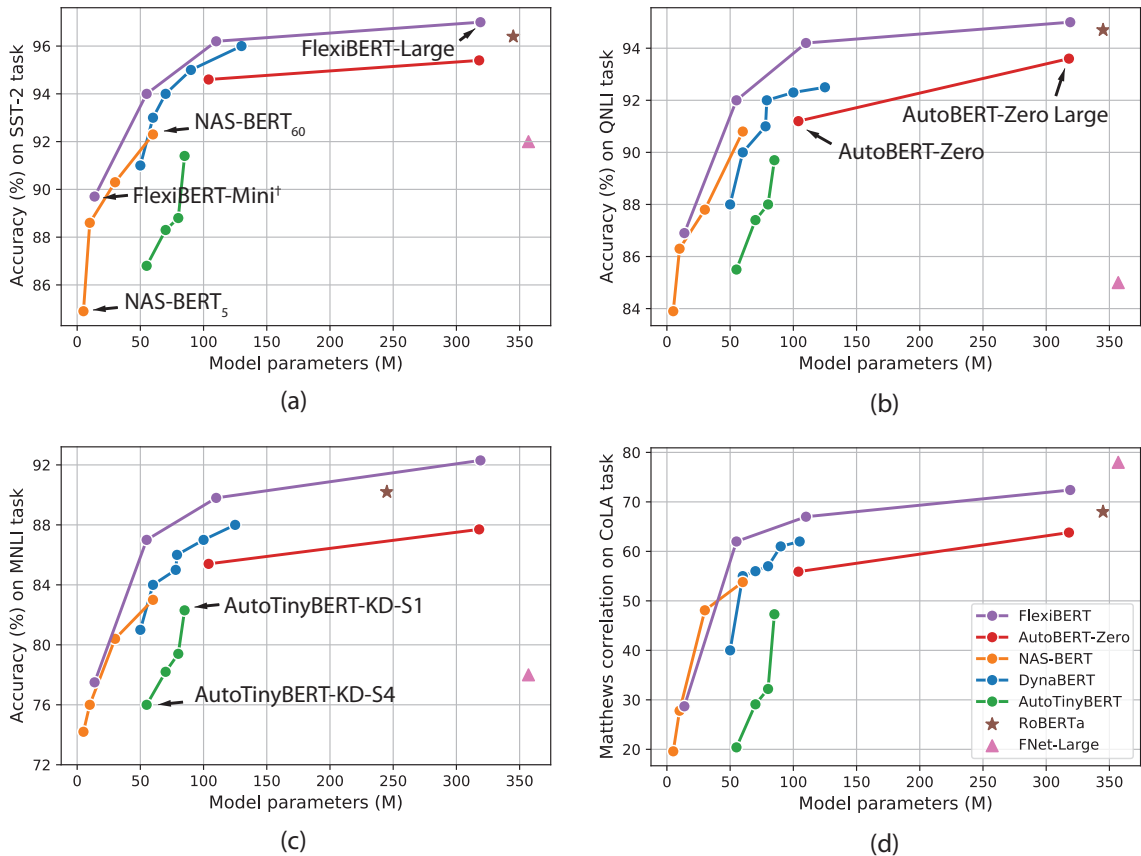 Accuracy (%) on SST-2 task
96
94
92
90
88
86
FlexiBERT-Large
NAS-BERT60
FlexiBERT-Mini†
NAS-BERT5
0 50 100 150 200 250 300 350
Model parameters (M)
(a)
Accuracy (%) on QNLI task
94
92
90
88
86
84
AutoBERT-Zero Large
AutoBERT-Zero
0 50 100 150 200 250 300 350
Model parameters (M)
(b)
Accuracy (%) on MNLI task
92
88
84
80
76
72
AutoTinyBERT-KD-S1
AutoTinyBERT-KD-S4
0 50 100 150 200 250 300 350
Model parameters (M)
(c)
Matthews correlation on CoLA task
80
70
60
50
40
30
20
FlexiBERT
AutoBERT-Zero
NAS-BERT
DynaBERT
AutoTinyBERT
RoBERTa
FNet-Large
0 50 100 150 200 250 300 350
Model parameters (M)
(d)